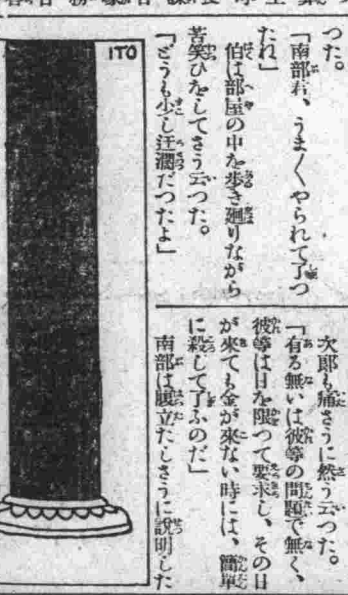 つた。
「南部君、うまく／＼やられて了つ
たね」
伯は部屋の中を歩き廻りながら
苦笑ひをしてさう云つた。
「どうも少し迂濶だつたよ」
次郎も痛さうに然う云つた。
「有る無いは彼等の問題で無く、
彼等は日を限つて要求し、その日
が來ても金が來ない時には、簡單
に殺して了ふのだ」
南部は腹立たしさうに說明した
ITO